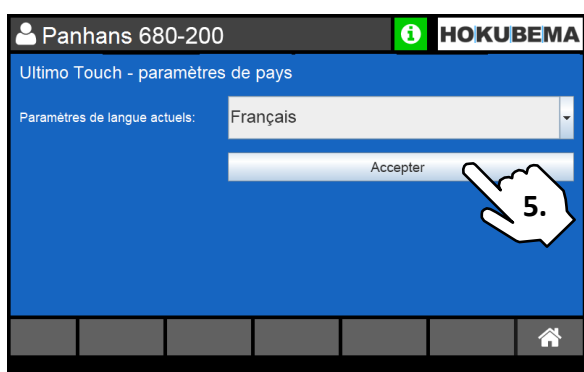 Panhans 680-200
i
HOKUBEMA
Ultimo Touch - paramètres de pays
Paramètres de langue actuels:
Français
Accepter
5.